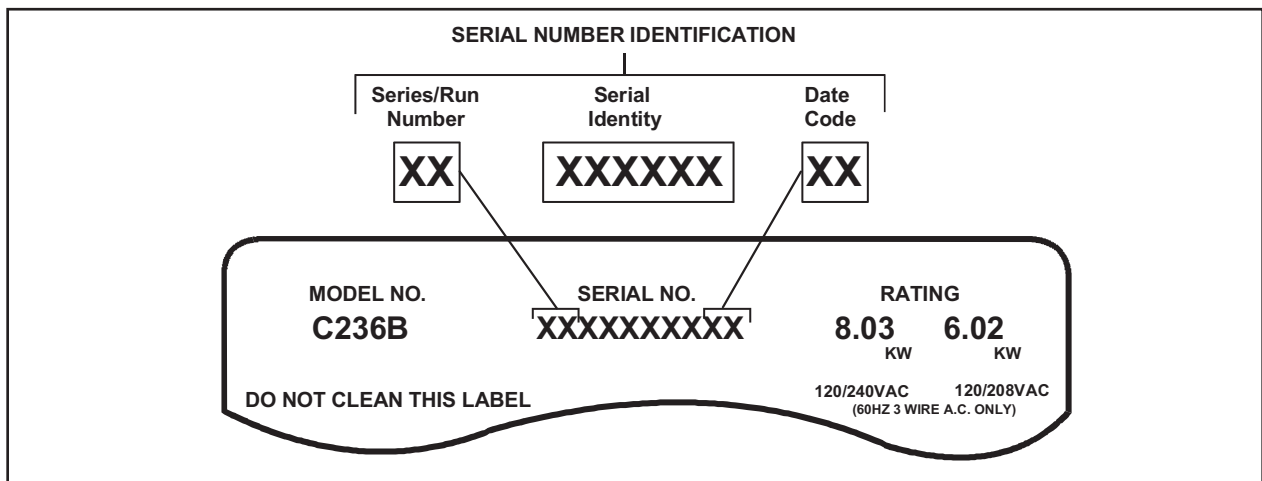 SERIAL NUMBER IDENTIFICATION
Series/Run Number
Serial Identity
Date Code
XX
XXXXXX
XX
MODEL NO.
C236B
SERIAL NO.
XXXXXXXXXX
RATING
8.03 KW
6.02 KW
120/240VAC
120/208VAC
(60HZ 3 WIRE A.C. ONLY)
DO NOT CLEAN THIS LABEL